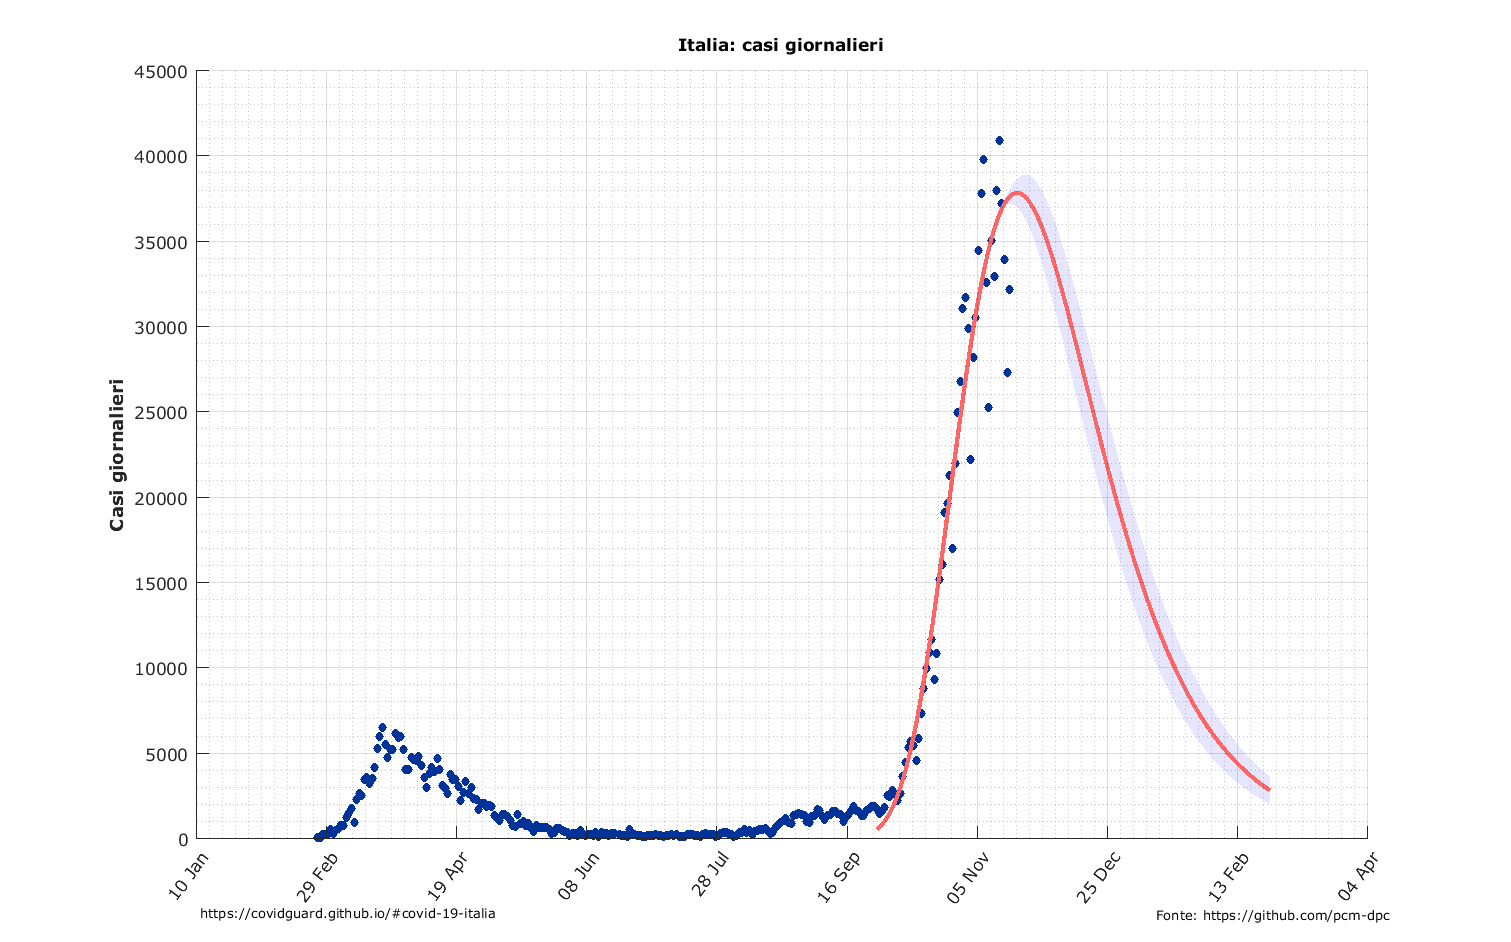 Italia: casi giornalieri
45000
40000
35000
30000
25000
20000
15000
10000
5000
0
Casi giornalieri
10 Jan
29 Feb
19 Apr
08 Jun
28 Jul
16 Sep
05 Nov
25 Dec
13 Feb
04 Apr
https://covidguard.github.io/#covid-19-italia
Fonte: https://github.com/pcm-dpc